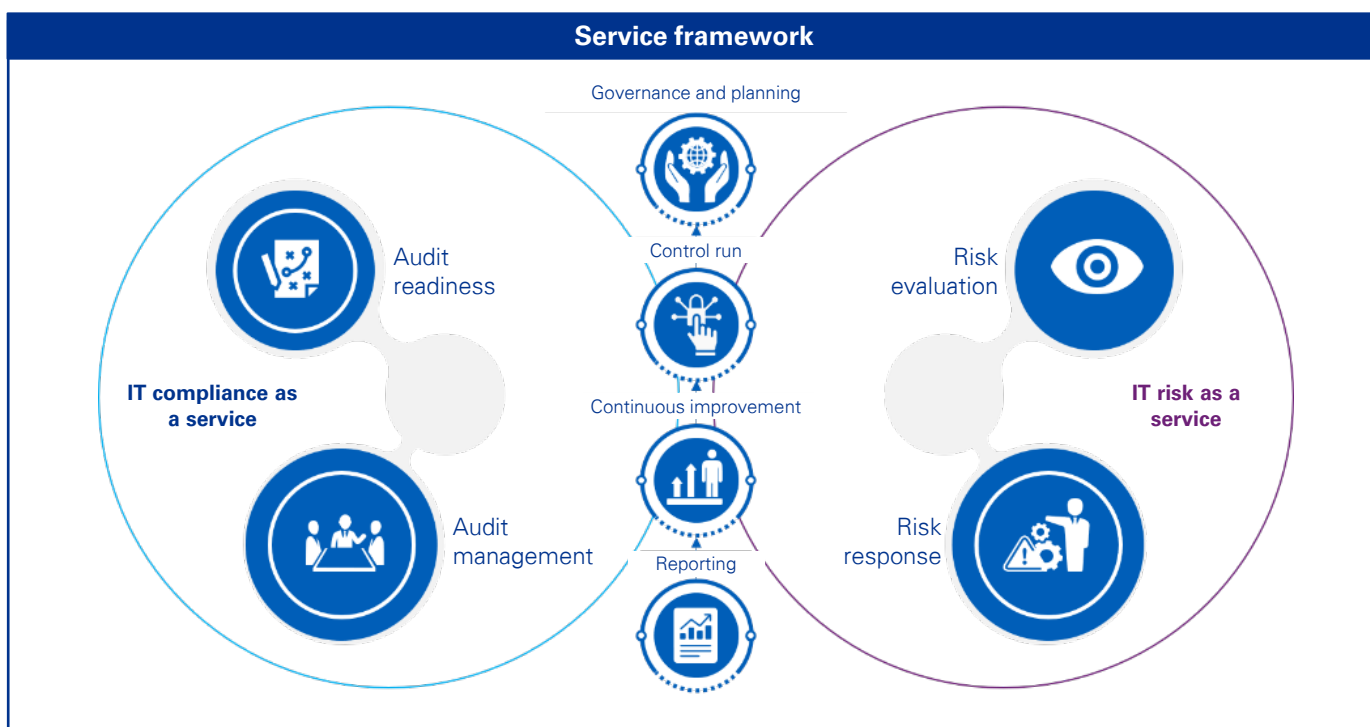 Service framework
Governance and planning
Control run
Continuous improvement
Reporting
Audit
readiness
IT compliance as
a service
Audit
management
Risk
evaluation
IT risk as a
service
Risk
response